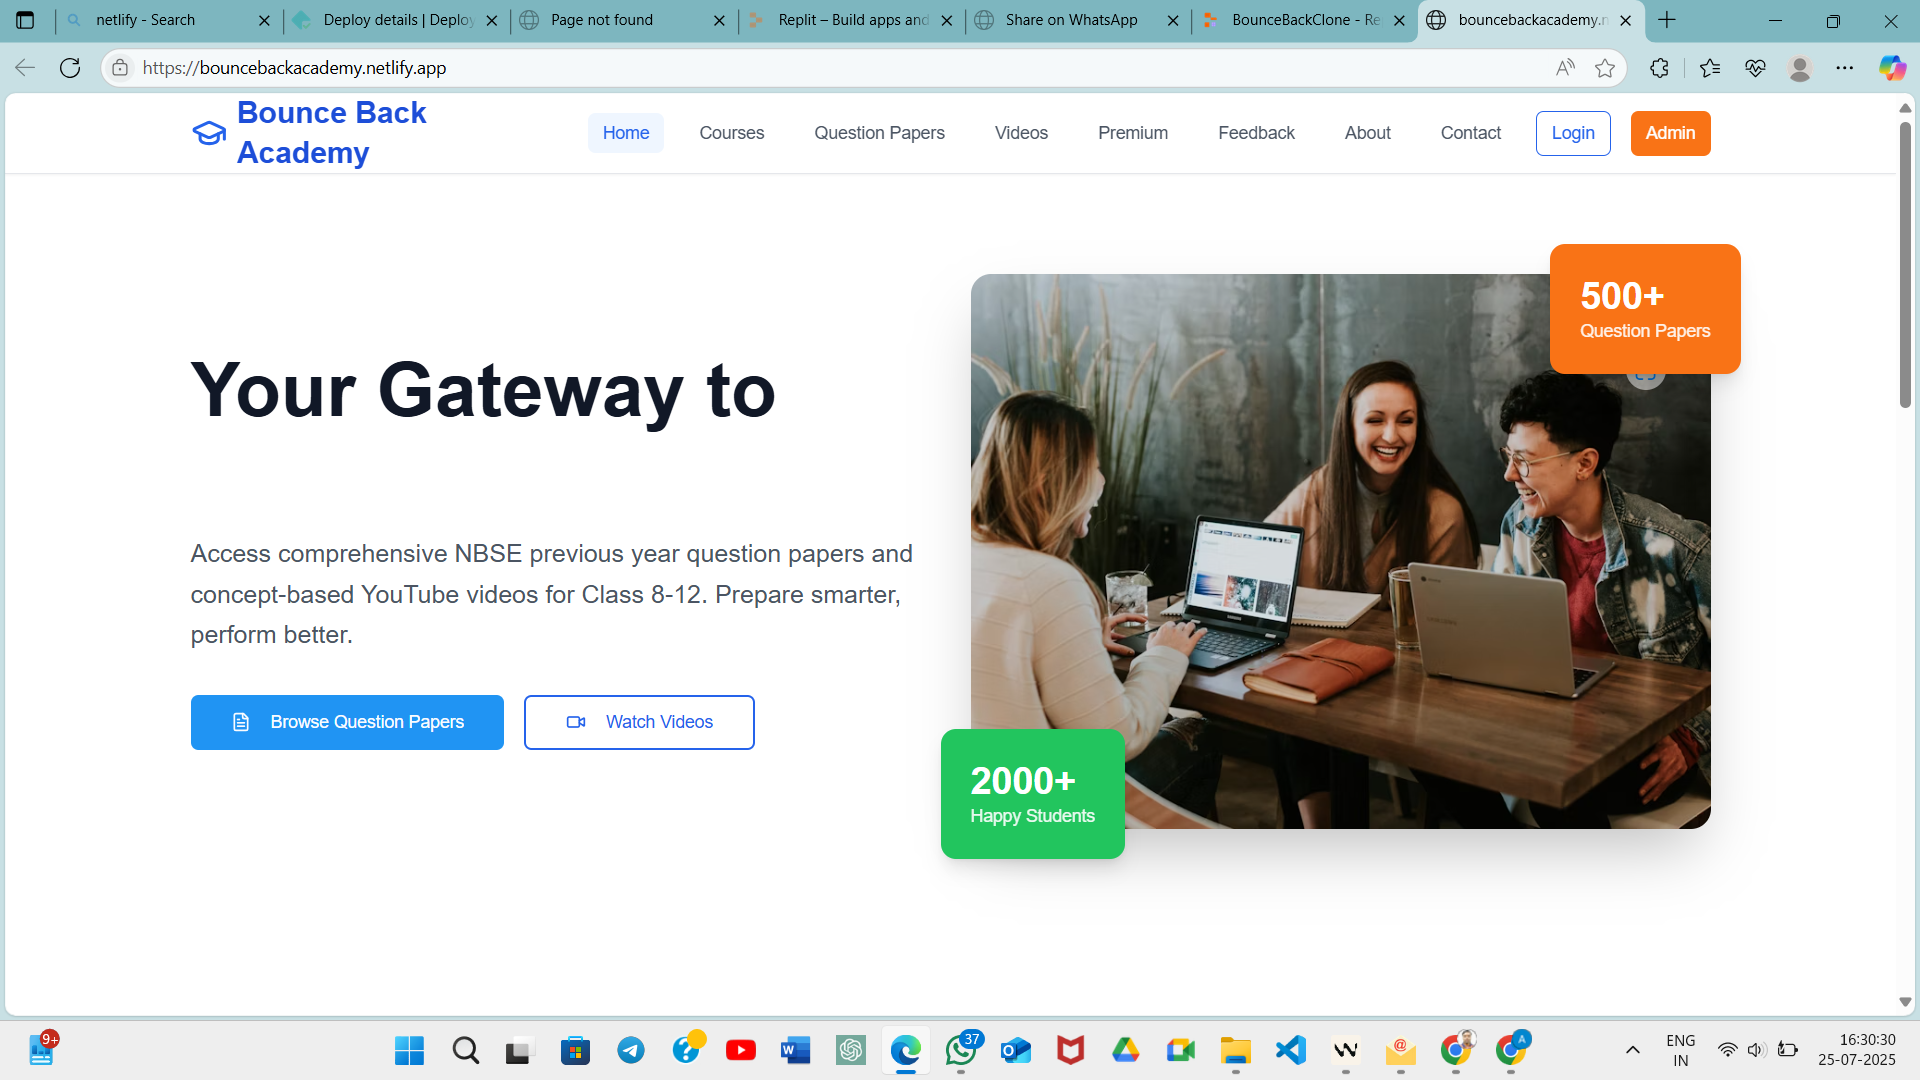 netlify - Search
Deploy details | Deploy
Page not found
Replit – Build apps and
Share on WhatsApp
BounceBackClone - Re
bouncebackacademy.n
https://bouncebackacademy.netlify.app
Bounce Back
Academy
Home
Courses
Question Papers
Videos
Premium
Feedback
About
Contact
Login
Admin
500+
Question Papers
Your Gateway to
Access comprehensive NBSE previous year question papers and
concept-based YouTube videos for Class 8-12. Prepare smarter,
perform better.
Browse Question Papers
Watch Videos
2000+
Happy Students
9+
37
A
ENG
IN
16:30:30
25-07-2025